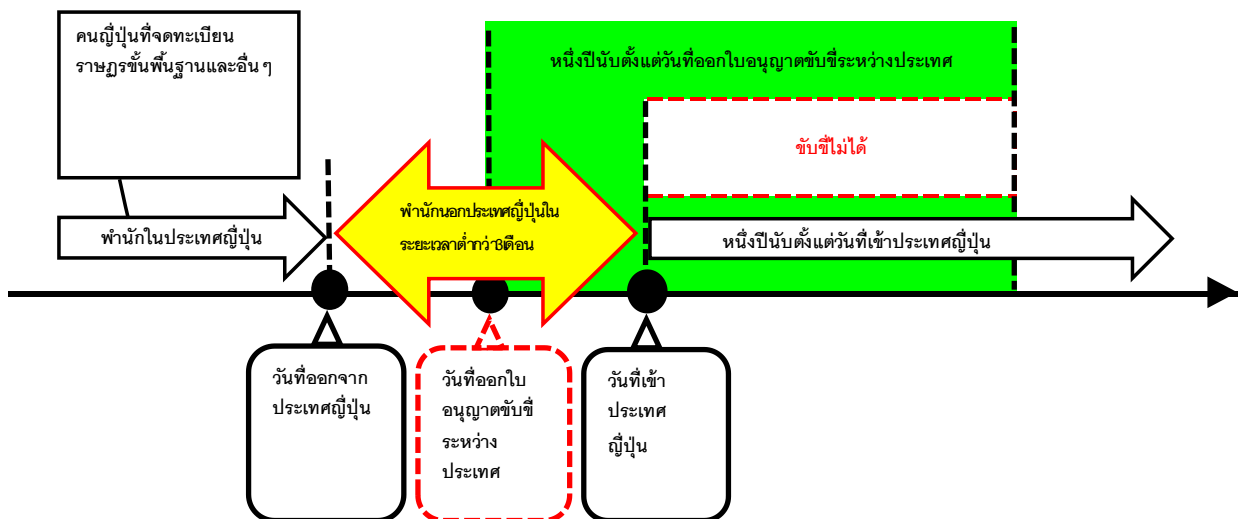 คนญี่ปุ่นที่จดทะเบียน
ราษฎรขั้นพื้นฐานและอื่น ๆ
หนึ่งปีนับตั้งแต่วันที่ออกใบอนุญาตขับขี่ระหว่างประเทศ
ขับขี่ไม่ได้
พำนักในประเทศญี่ปุ่น
พำนักนอกประเทศญี่ปุ่นใน
ระยะเวลาต่ำกว่า3เดือน
หนึ่งปีนับตั้งแต่วันที่เข้าประเทศญี่ปุ่น
วันที่ออกจาก
ประเทศญี่ปุ่น
วันที่ออกใบ
อนุญาตขับขี่
ระหว่าง
ประเทศ
วันที่เข้า
ประเทศ
ญี่ปุ่น